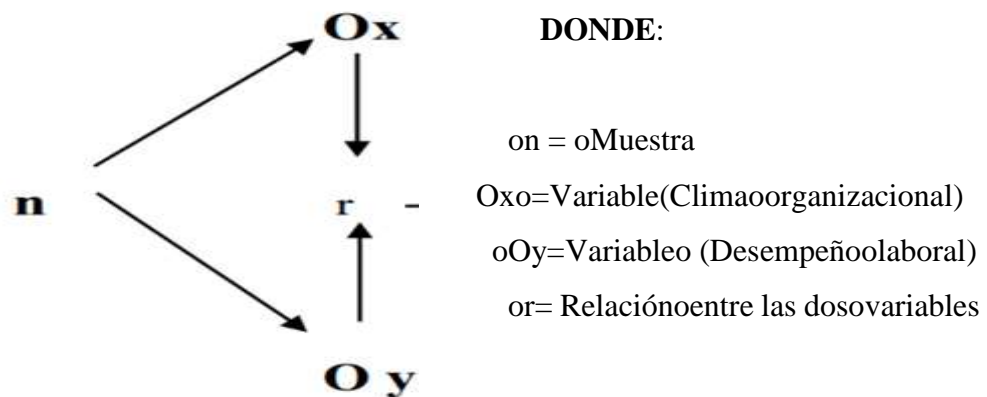 Ox
DONDE:
on = oMuestra
n
r -
Oxo=Variable(Climaoorganizacional)
oOy=Variableo (Desempeñoolaboral)
or= Relaciónoentre las dosovariables
O y